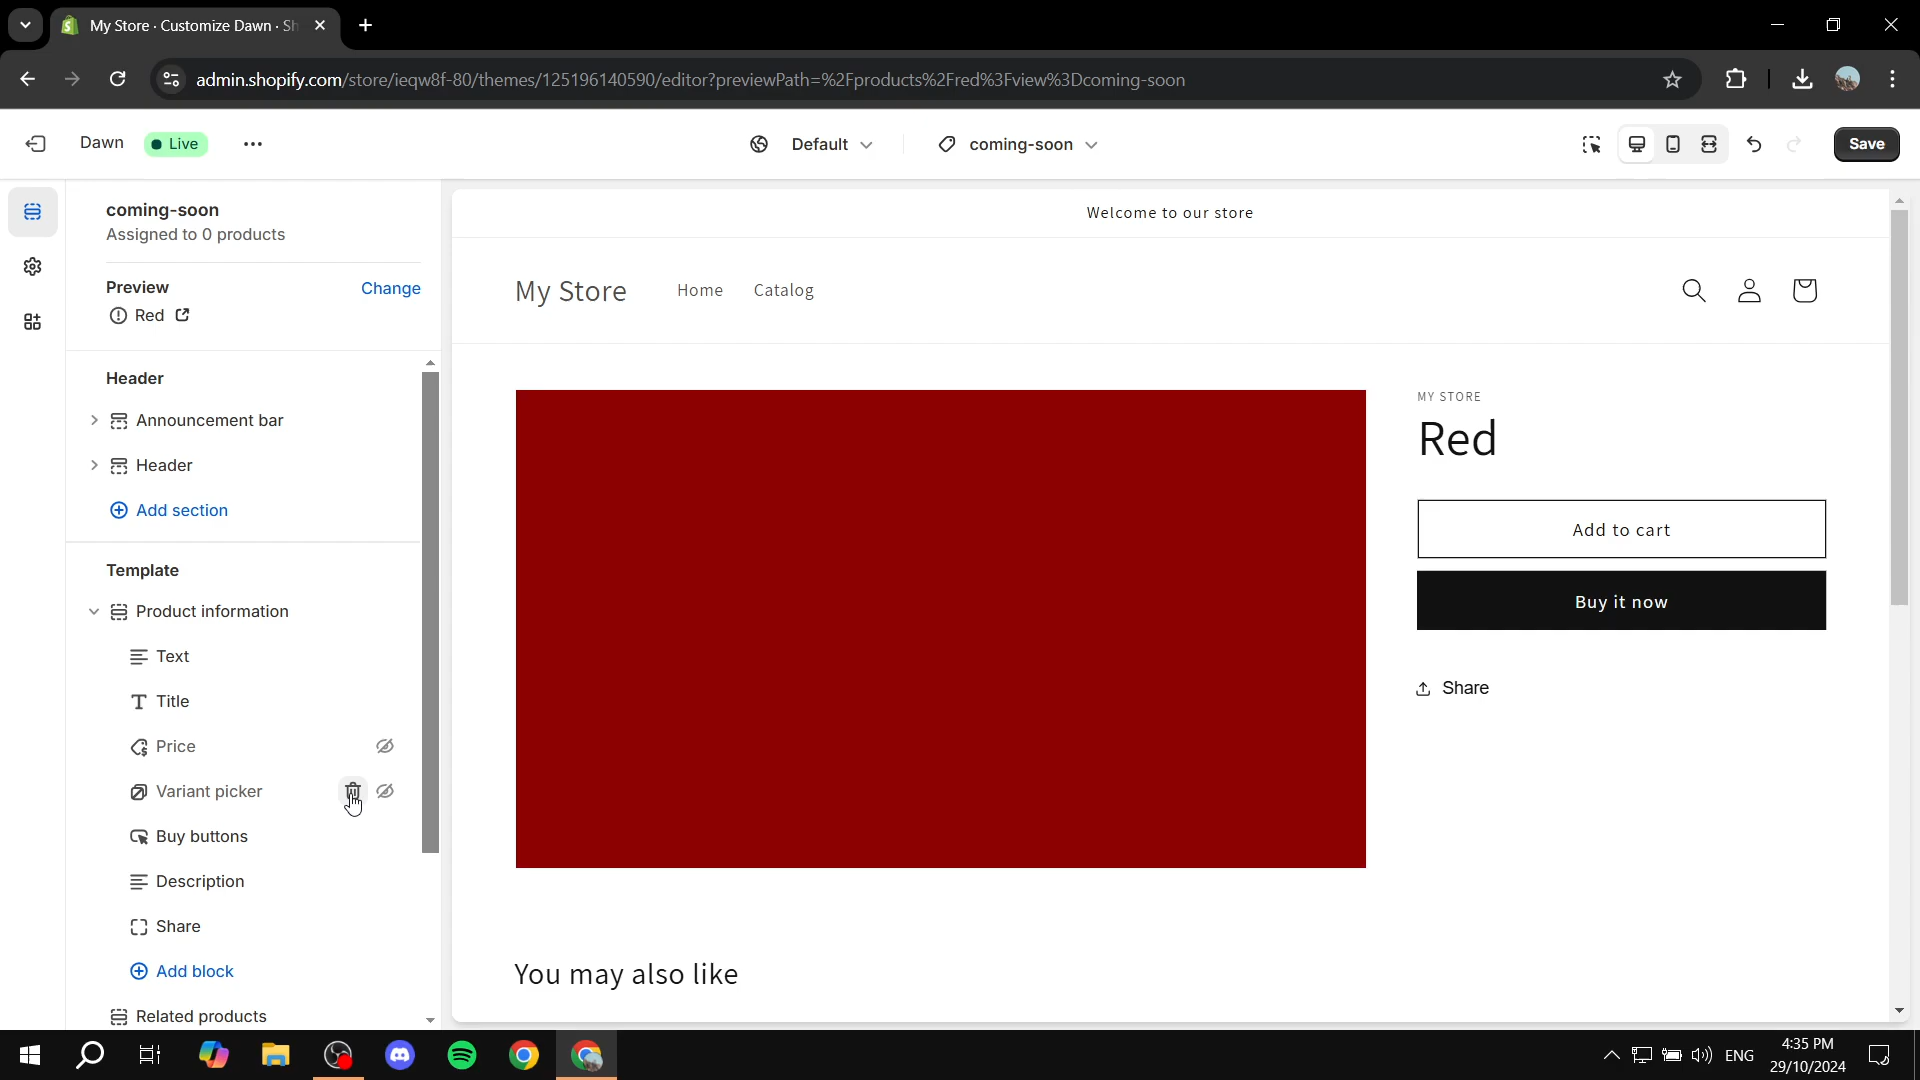 My Store · Customize Dawn · Sh
admin.shopify.com/store/ieqw8f-80/themes/125196140590/editor?previewPath=%2Fproducts%2Fred%3Fview%3Dcoming-soon
Dawn
Live
Default
coming-soon
Save
coming-soon
Assigned to 0 products
Preview
Change
Red
Header
Announcement bar
Header
Add section
Template
Product information
Text
Title
Price
Variant picker
Buy buttons
Description
Share
Add block
Related products
Welcome to our store
My Store
Home
Catalog
MY STORE
Red
Add to cart
Buy it now
Share
You may also like
ENG
4:35 PM
29/10/2024